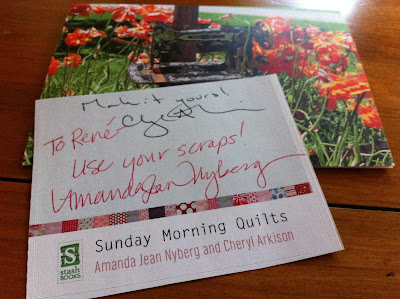 Make it yours!
To René
Use your scraps!
Amanda Jean Nyberg
S
stash
BOOKS
Sunday Morning Quilts
Amanda Jean Nyberg and Cheryl Arkison